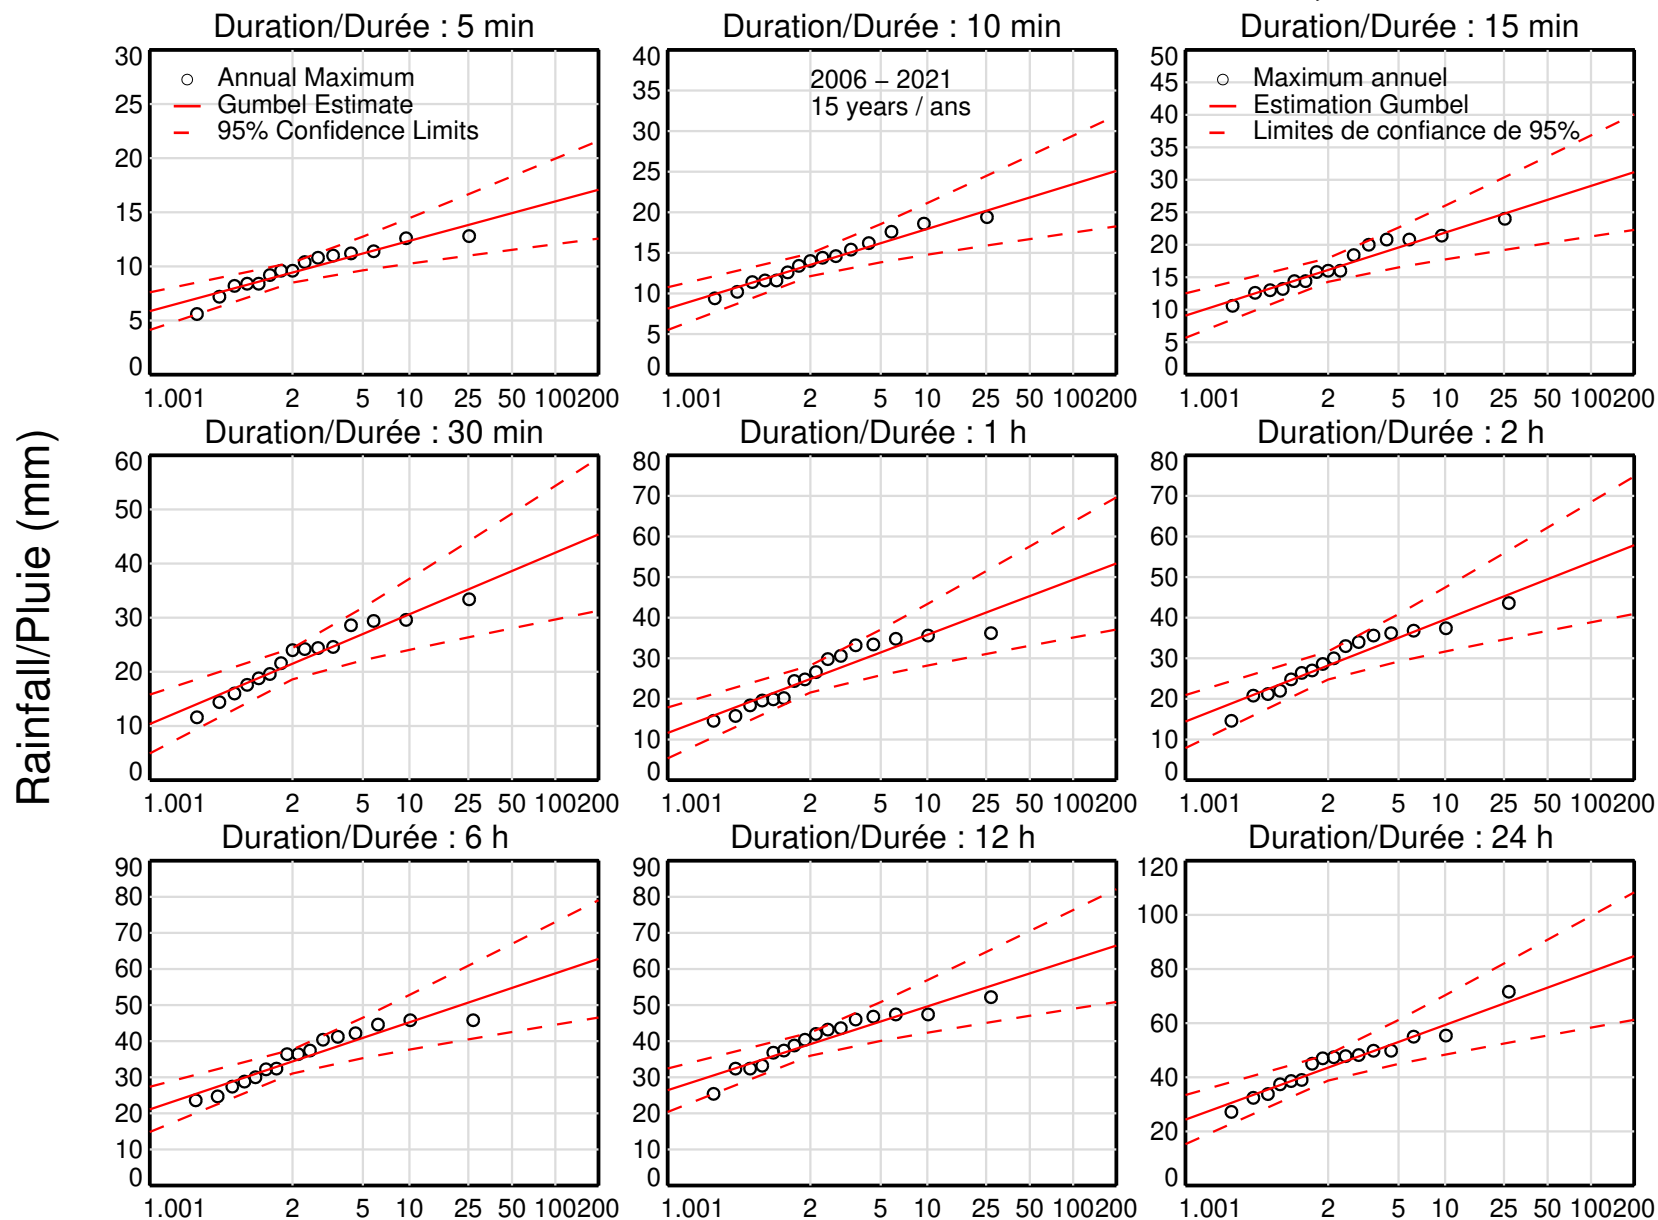 Duration/Durée : 5 min
30
25
20
15
10
5
0
Annual Maximum
Gumbel Estimate
95% Confidence Limits
1.001 2 5 10 25 50 100 200
Duration/Durée : 10 min
40
35
30
25
20
15
10
5
0
2006 – 2021
15 years / ans
1.001 2 5 10 25 50 100 200
Duration/Durée : 15 min
50
45
40
35
30
25
20
15
10
5
0
Maximum annuel
Estimation Gumbel
Limites de confiance de 95%
1.001 2 5 10 25 50 100 200
Rainfall/Pluie (mm)
Duration/Durée : 30 min
60
50
40
30
20
10
0
1.001 2 5 10 25 50 100 200
Duration/Durée : 1 h
80
70
60
50
40
30
20
10
0
1.001 2 5 10 25 50 100 200
Duration/Durée : 2 h
80
70
60
50
40
30
20
10
0
1.001 2 5 10 25 50 100 200
Duration/Durée : 6 h
90
80
70
60
50
40
30
20
10
0
1.001 2 5 10 25 50 100 200
Duration/Durée : 12 h
90
80
70
60
50
40
30
20
10
0
1.001 2 5 10 25 50 100 200
Duration/Durée : 24 h
120
100
80
60
40
20
0
1.001 2 5 10 25 50 100 200